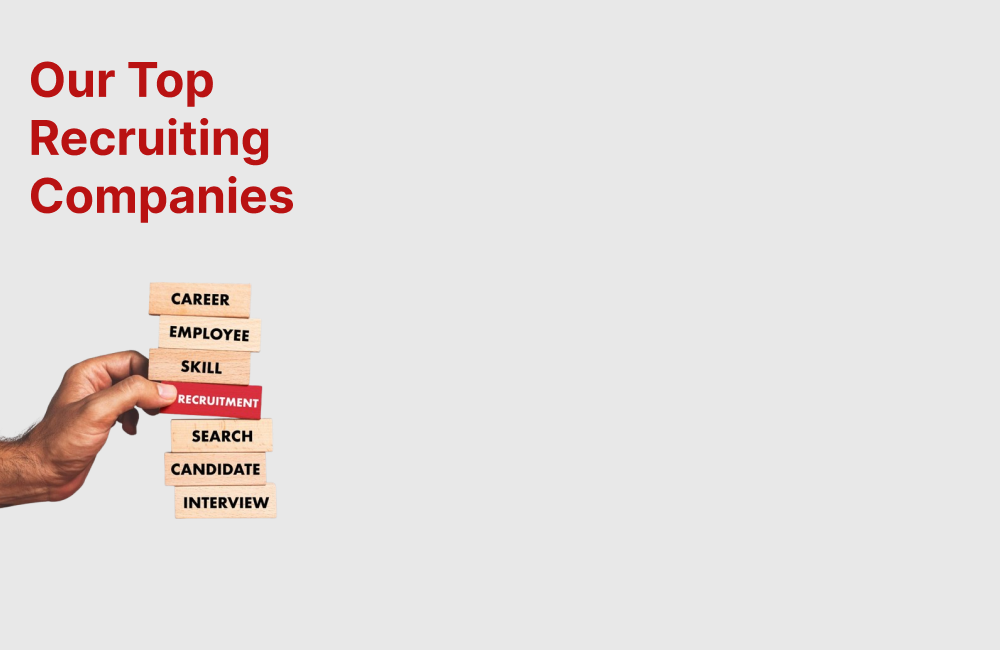 Our Top
Recruiting
Companies
CAREER
EMPLOYEE
SKILL
RECRUITMENT
SEARCH
CANDIDATE
INTERVIEW